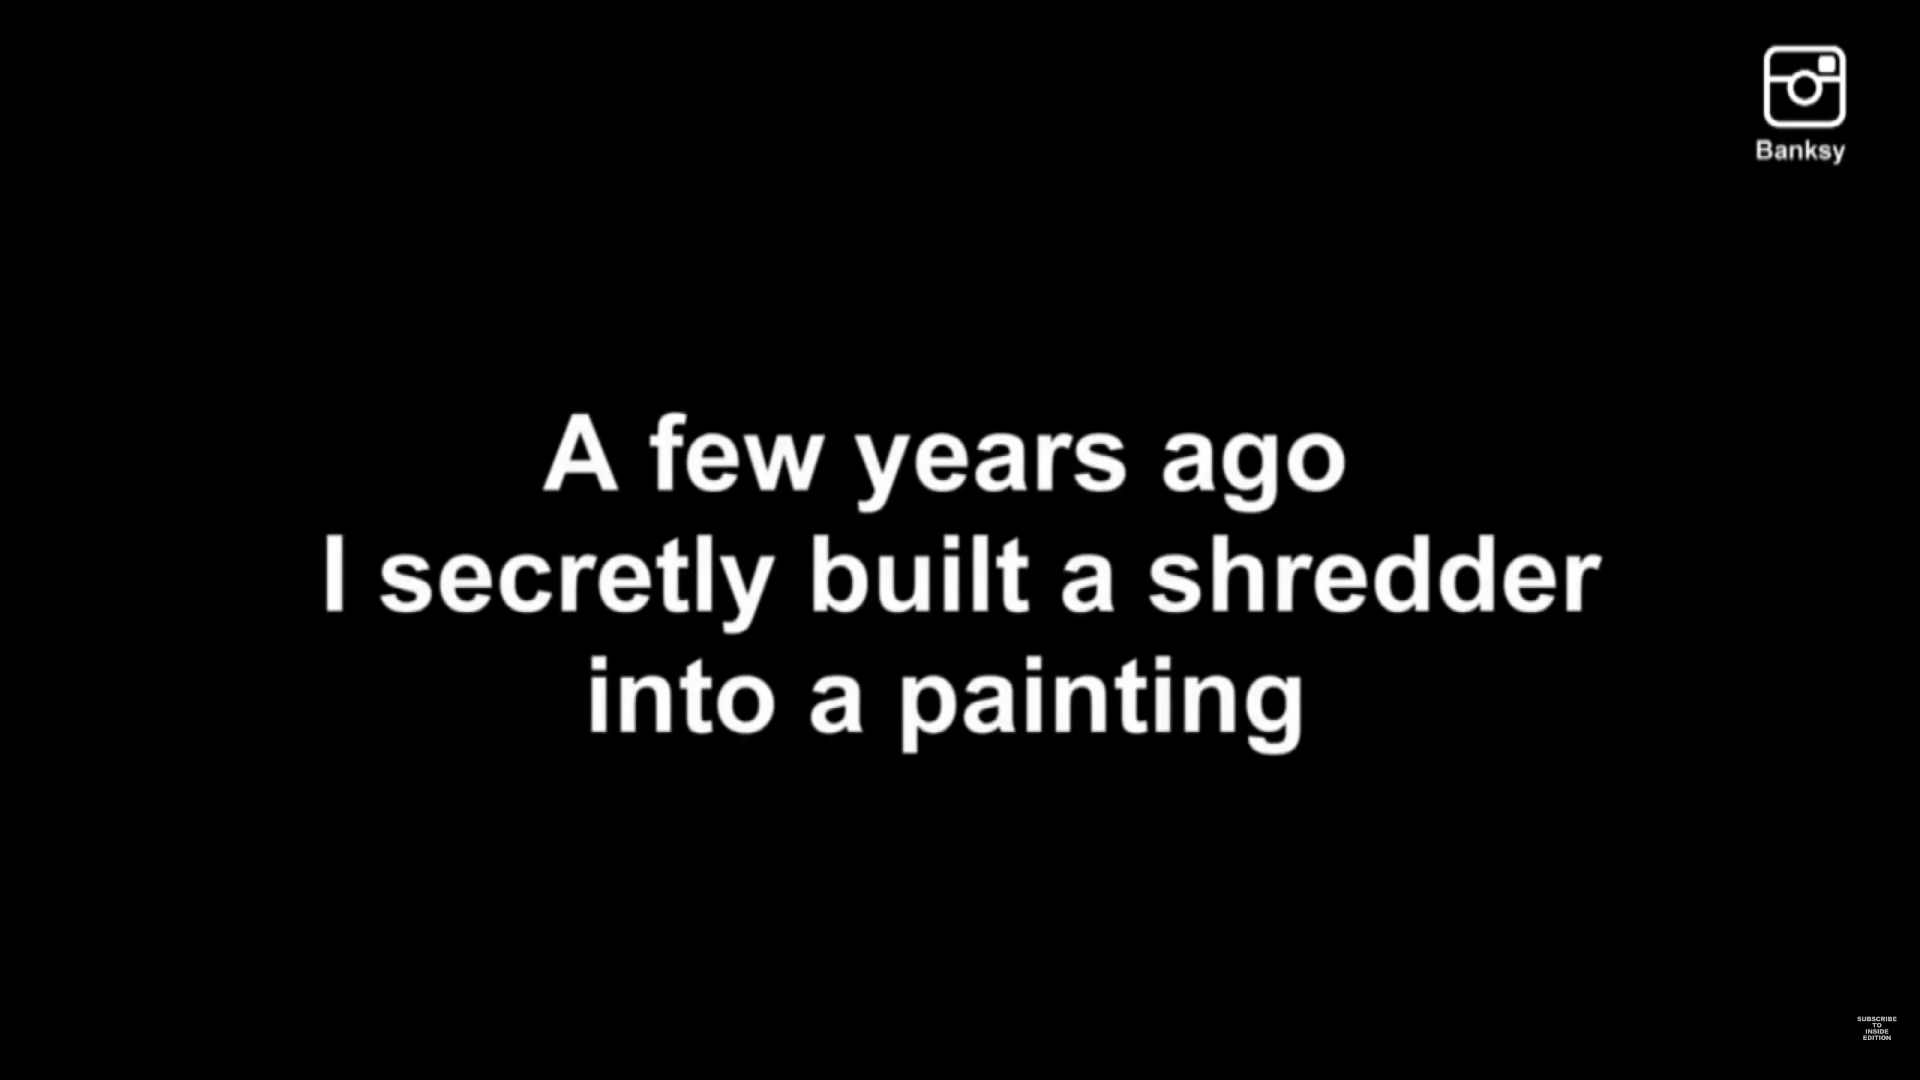 Banksy
A few years ago
I secretly built a shredder
into a painting
SUBSCRIBE
TO
INSIDE
EDITION